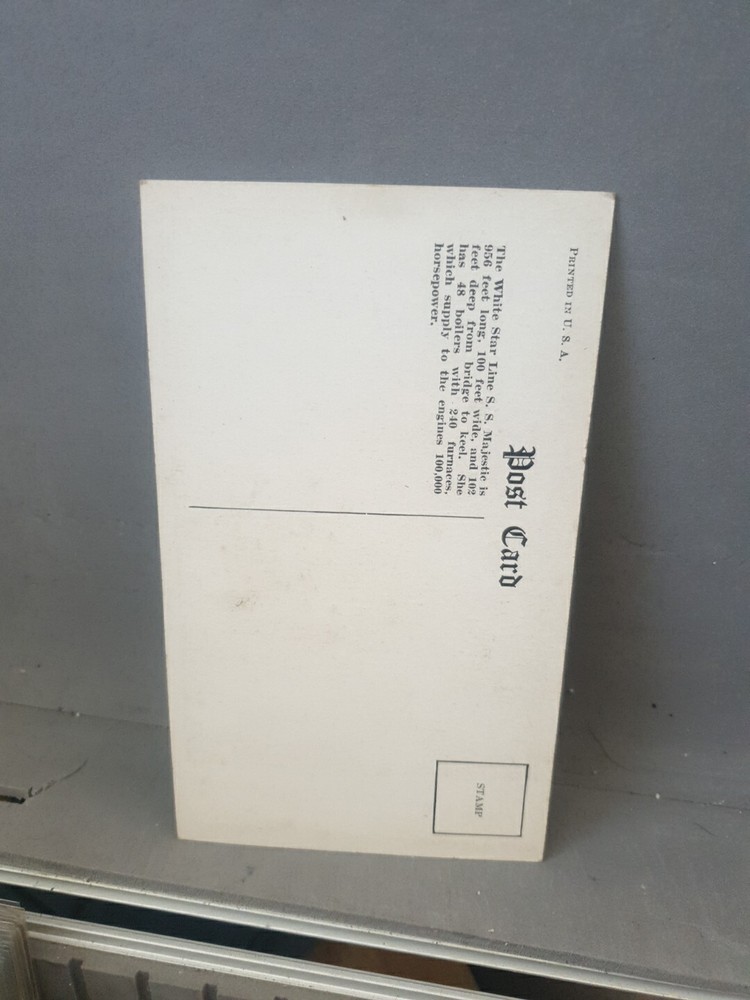 PRINTED IN U. S. A.
Post Card
The White Star Line S. S. Majestic is
956 feet long, 100 feet wide, and 102
feet deep from bridge to keel. She
has 48 boilers with 240 furnaces,
which supply to the engines 100,000
horsepower.
STAMP